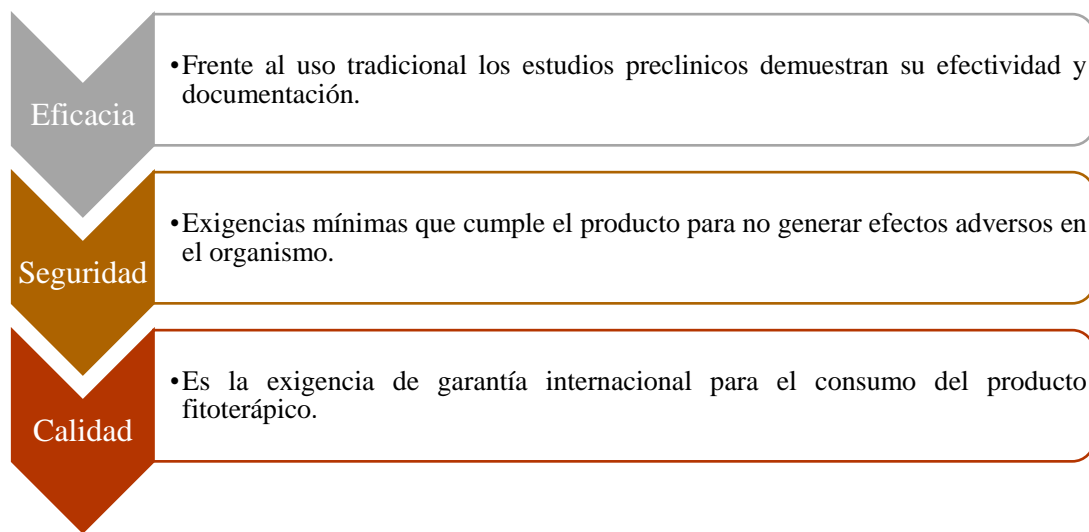 Eficacia
•Frente al uso tradicional los estudios preclinicos demuestran su efectividad y
documentación.
Seguridad
•Exigencias mínimas que cumple el producto para no generar efectos adversos en
el organismo.
Calidad
•Es la exigencia de garantía internacional para el consumo del producto
fitoterápico.